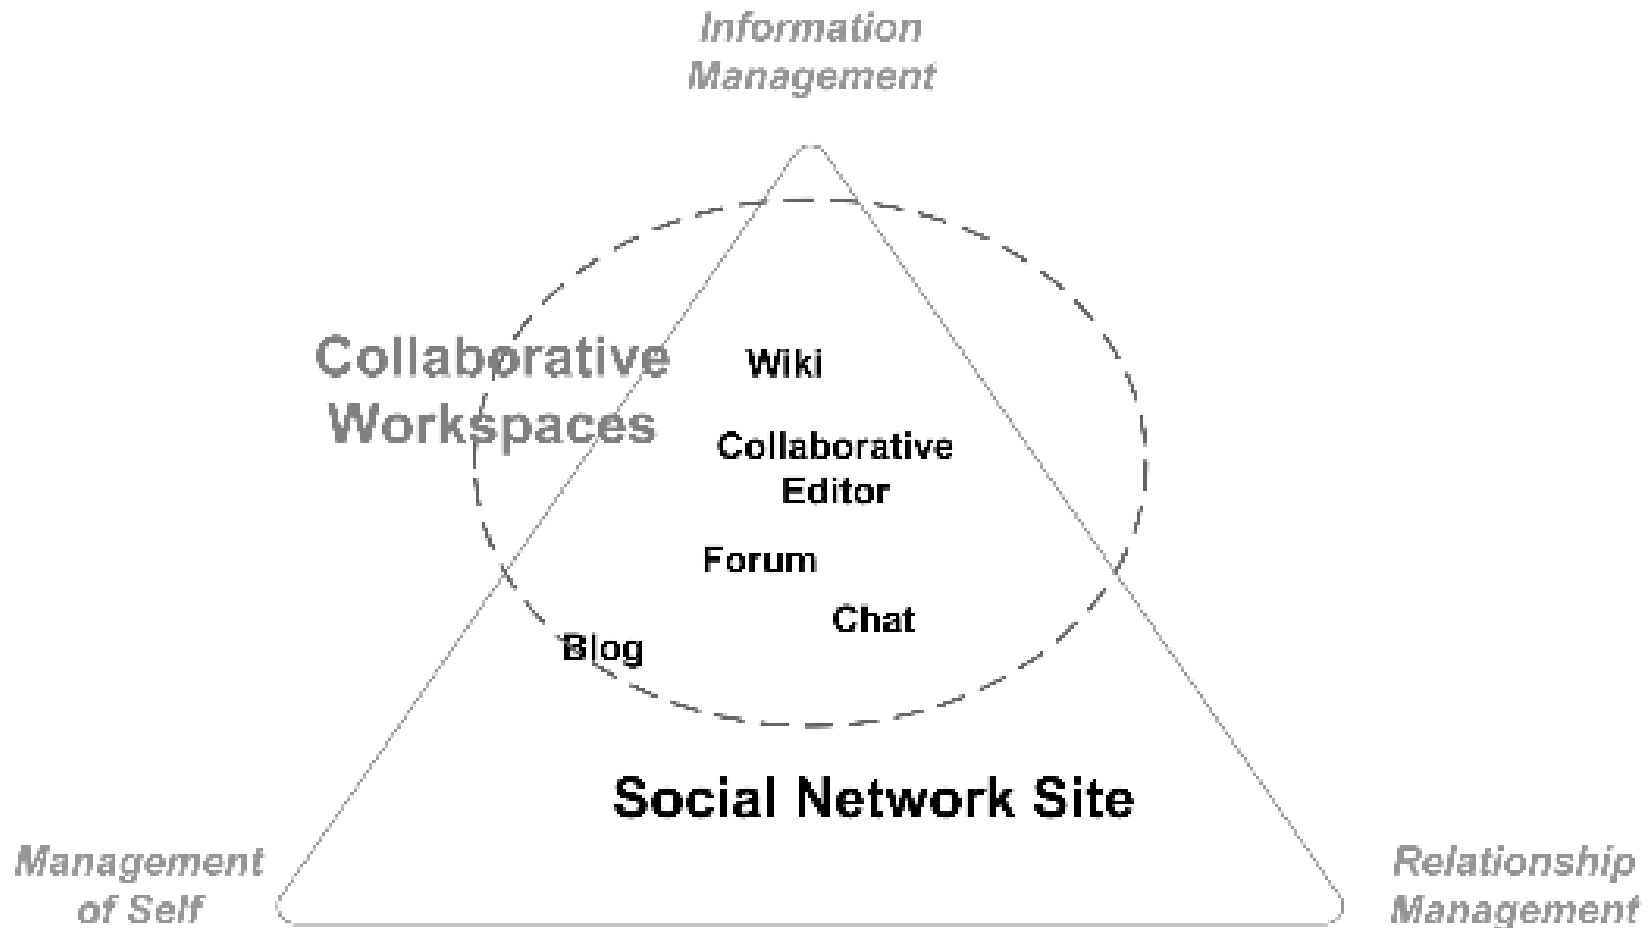 Information
Management
Collaborative
Workspaces
Wiki
Collaborative
Editor
Forum
Chat
Blog
Social Network Site
Management
of Self
Relationship
Management